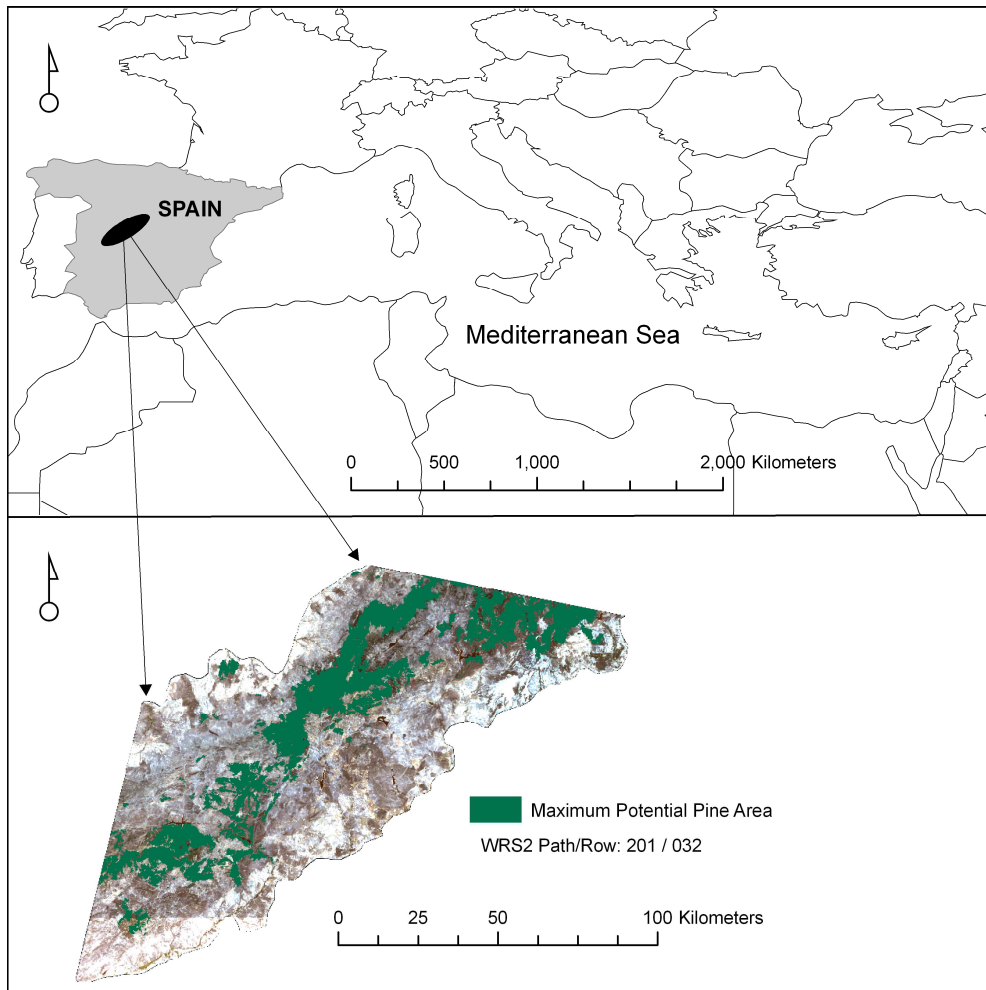 SPAIN
Mediterranean Sea
0 500 1,000 2,000 Kilometers
Maximum Potential Pine Area
WRS2 Path/Row: 201 / 032
0 25 50 100 Kilometers